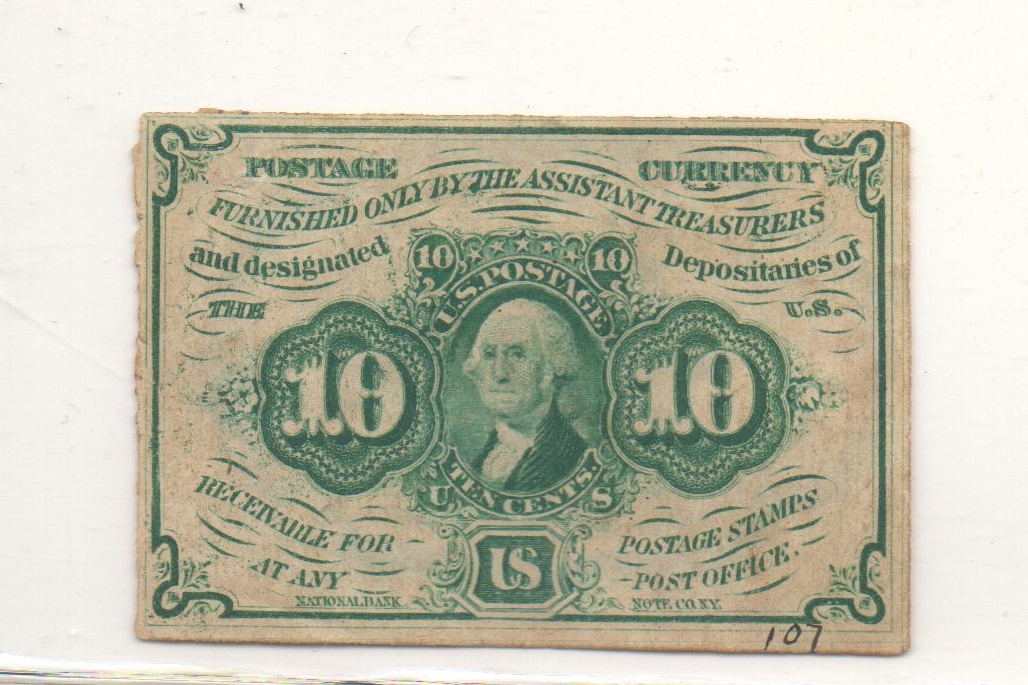 POSTAGE CURRENCY
FURNISHED ONLY BY THE ASSISTANT TREASURERS
and designated Depositaries of
THE U.S.
10 10
U.S. POSTAGE
10 10
TEN CENTS.
U S
RECEIVABLE FOR POSTAGE STAMPS
AT ANY POST OFFICE.
US
NATIONAL BANK NOTE CO. N.Y.
107